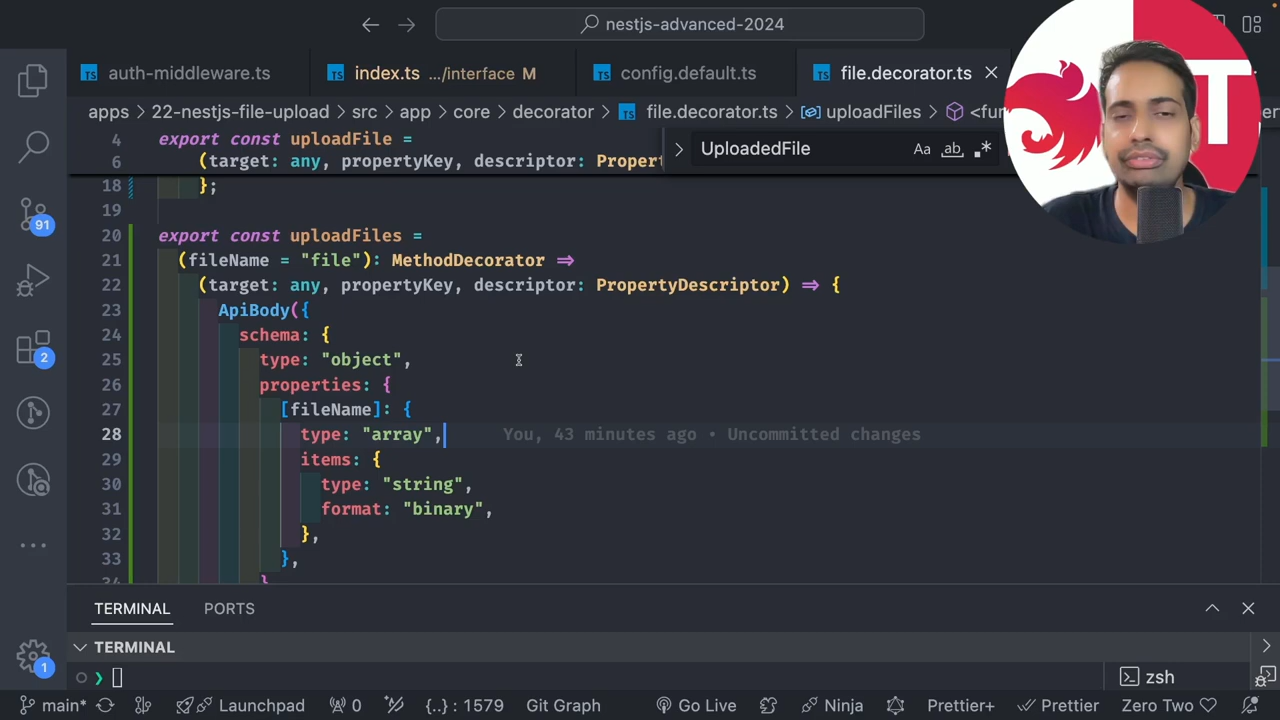 nestjs-advanced-2024
TS auth-middleware.ts
TS index.ts .../interface M
TS config.default.ts
TS file.decorator.ts
apps > 22-nestjs-file-upload > src > app > core > decorator > TS file.decorator.ts > uploadFiles >
UploadedFile
Aa ab
4 export const uploadFile =
6 (target: any, propertyKey, descriptor: Propert
18 };
19
20 export const uploadFiles =
21 (fileName = "file"): MethodDecorator =>
22 (target: any, propertyKey, descriptor: PropertyDescriptor) => {
23 ApiBody({
24 schema: {
25 type: "object",
26 properties: {
27 [fileName]: {
28 type: "array", You, 43 minutes ago • Uncommitted changes
29 items: {
30 type: "string",
31 format: "binary",
32 },
33 },
91
2
1
TERMINAL
PORTS
TERMINAL
zsh
main* Launchpad 0 {..} : 1579 Git Graph Go Live Ninja Prettier+ Prettier Zero Two